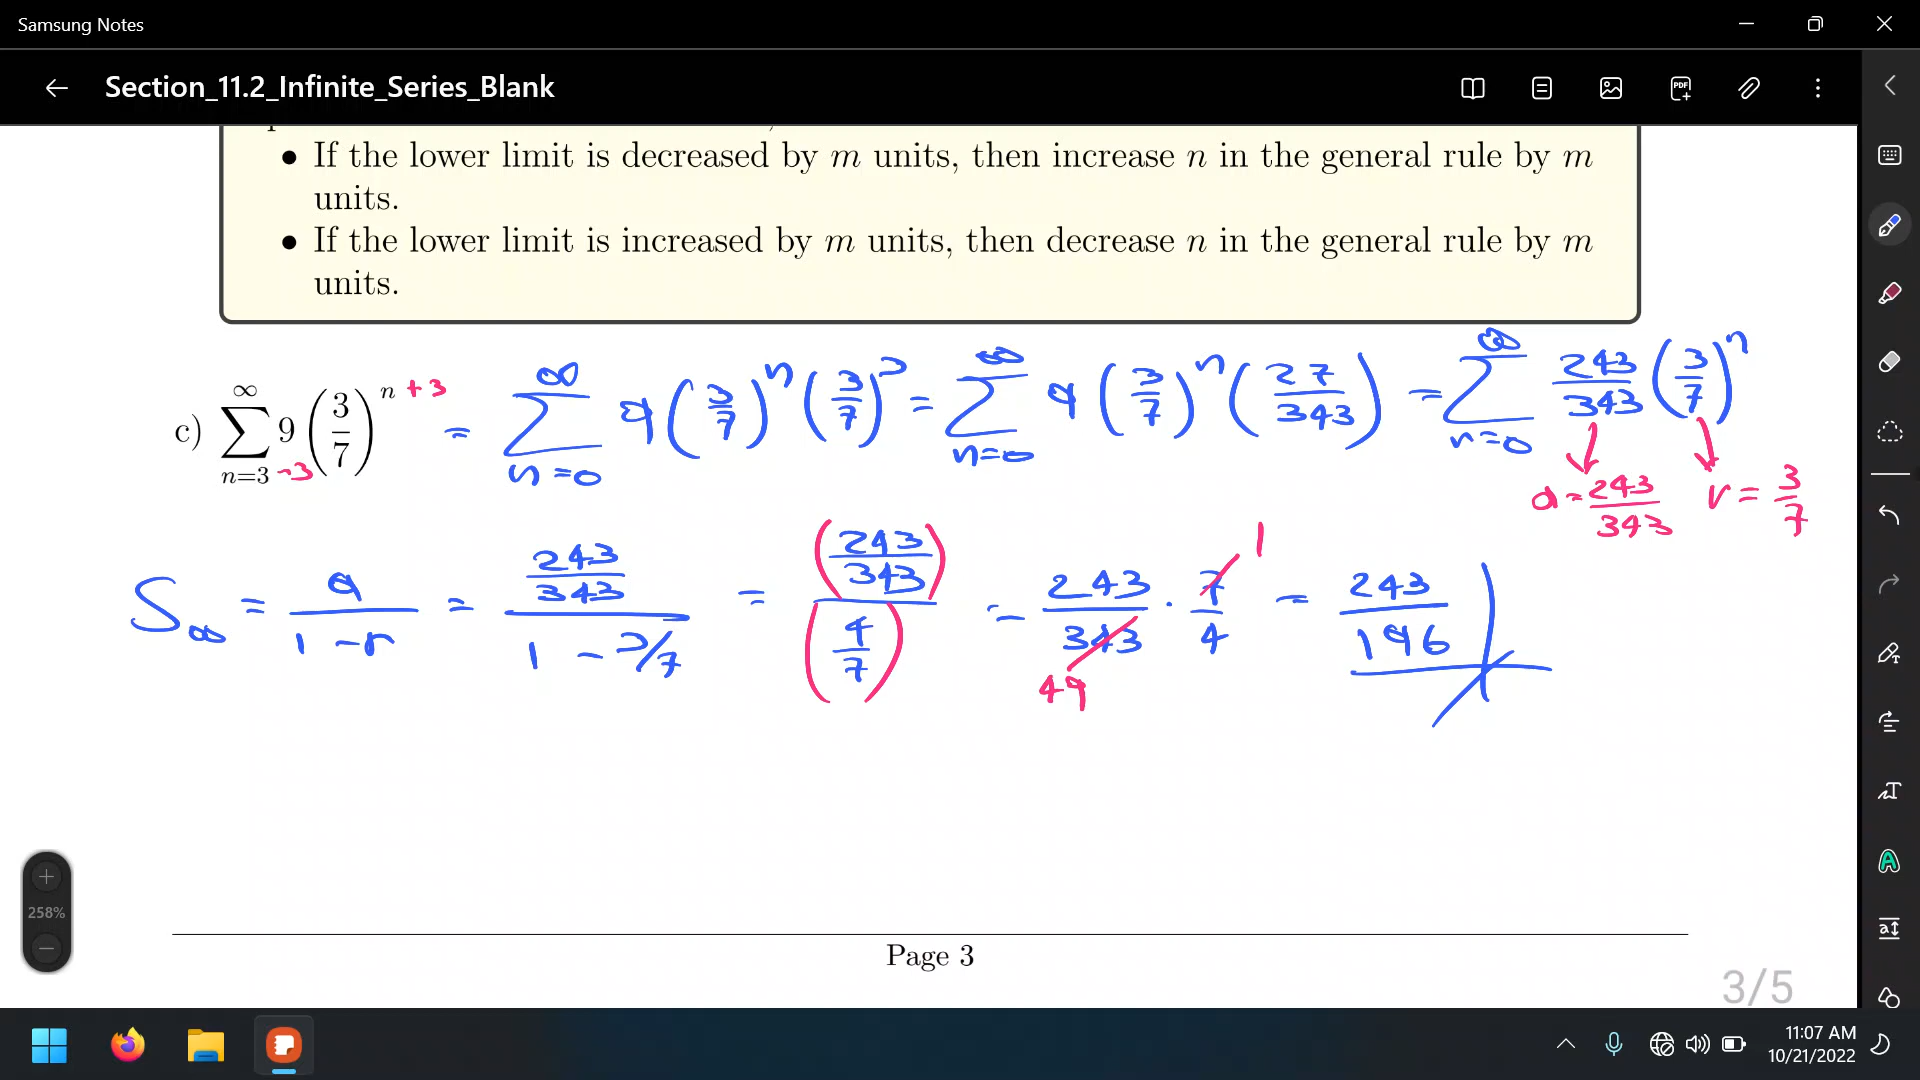 Samsung Notes
Section_11.2_Infinite_Series_Blank
• If the lower limit is decreased by m units, then increase n in the general rule by m
units.
• If the lower limit is increased by m units, then decrease n in the general rule by m
units.
c) ∑_{n=3 -3}^{∞} 9 (3/7)^{n +3} = ∑_{n=0}^{∞} 9 (3/7)^n (3/7)^3 = ∑_{n=0}^{∞} 9 (3/7)^n (27/343) = ∑_{n=0}^{∞} 243/343 (3/7)^n
a = 243/343 r = 3/7
S_∞ = a/(1 - r) = (243/343)/(1 - 3/7) = (243/343)/(4/7) = 243/343 · 7/4 = 243/196
1
49
258%
Page 3
3/5
11:07 AM
10/21/2022